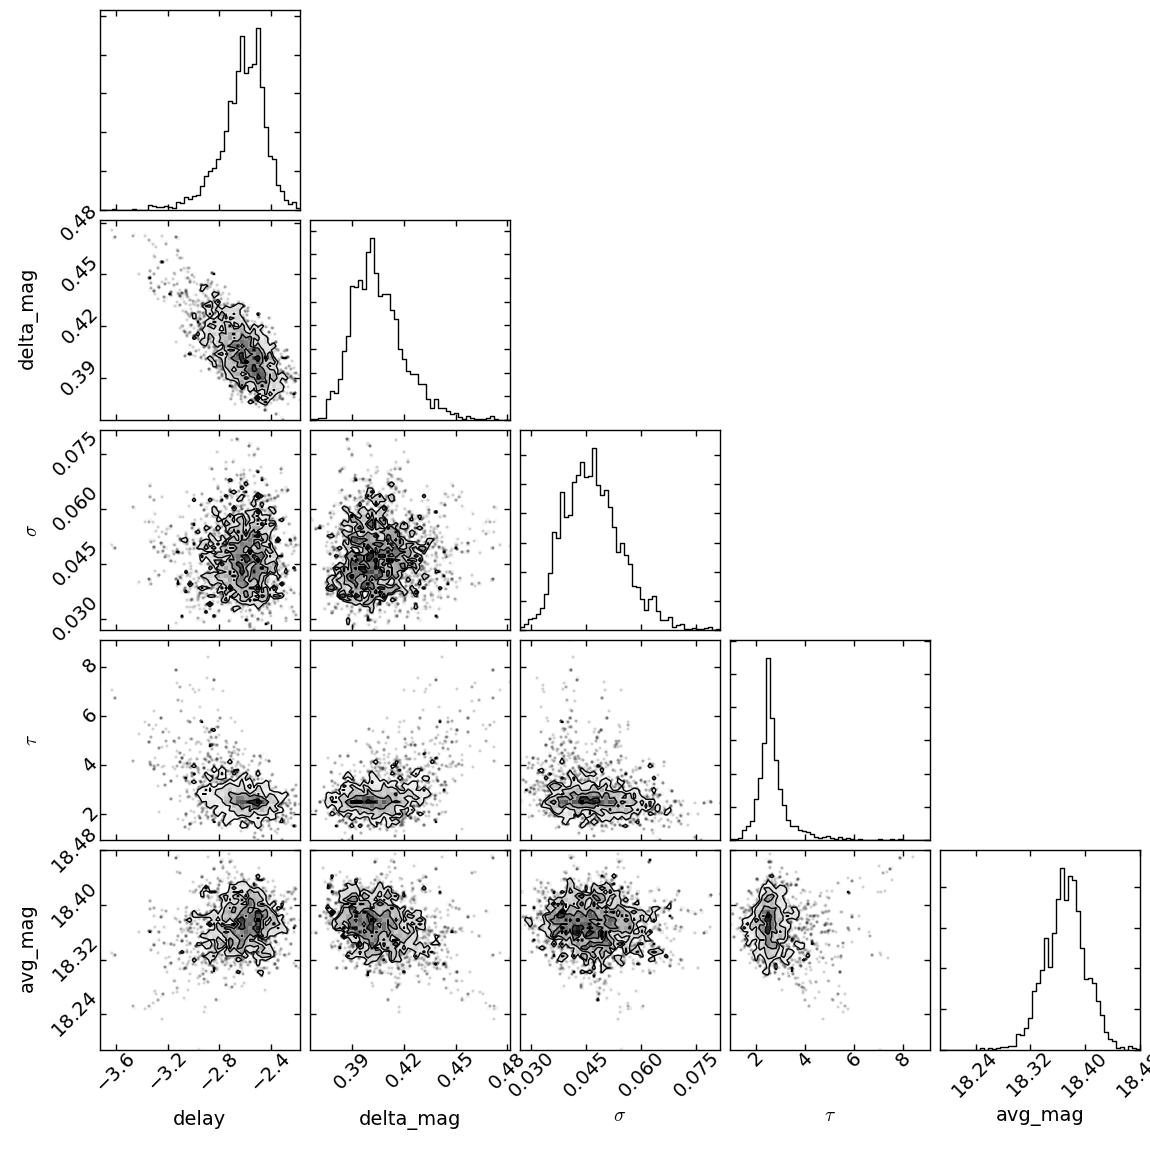 0.48
0.45
0.42
0.39
delta_mag
0.075
0.060
0.045
0.030
σ
8
6
4
2
τ
18.48
18.40
18.32
18.24
avg_mag
−3.6 −3.2 −2.8 −2.4
0.39 0.42 0.45 0.48
0.030 0.045 0.060 0.075
2 4 6 8
18.24 18.32 18.40 18.48
delay delta_mag σ τ avg_mag